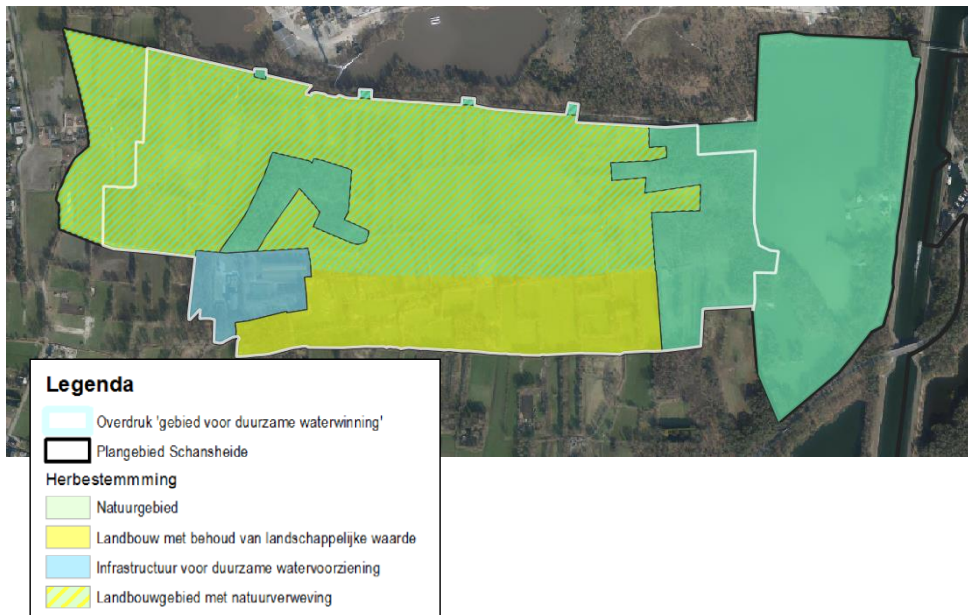 Legenda
Overdruk 'gebied voor duurzame waterwinning'
Plangebied Schansheide
Herbestemmming
Natuurgebied
Landbouw met behoud van landschappelijke waarde
Infrastructuur voor duurzame watervoorziening
Landbouwgebied met natuurverweving